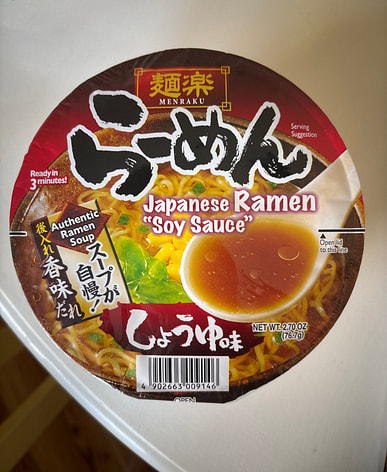 麺楽
MENRAKU
らーめん
Serving
Suggestion
Ready in
3 minutes!
Japanese Ramen
"Soy Sauce"
Authentic
Ramen
Soup
スープが
自慢!
後入れ
香味だれ
Open lid
to this line
しょうゆ味
NET WT. 2.70 OZ
(76.7g)
4 902663 009146
OPEN